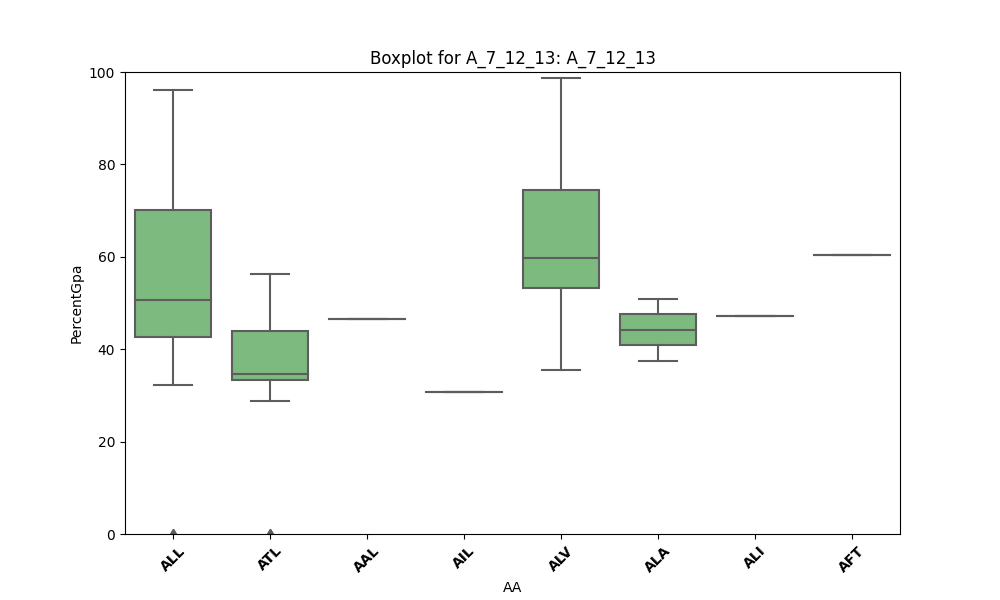 Boxplot for A_7_12_13: A_7_12_13
PercentGpa
100
80
60
40
20
0
ALL
ATL
AAL
AIL
ALV
ALA
ALI
AFT
AA